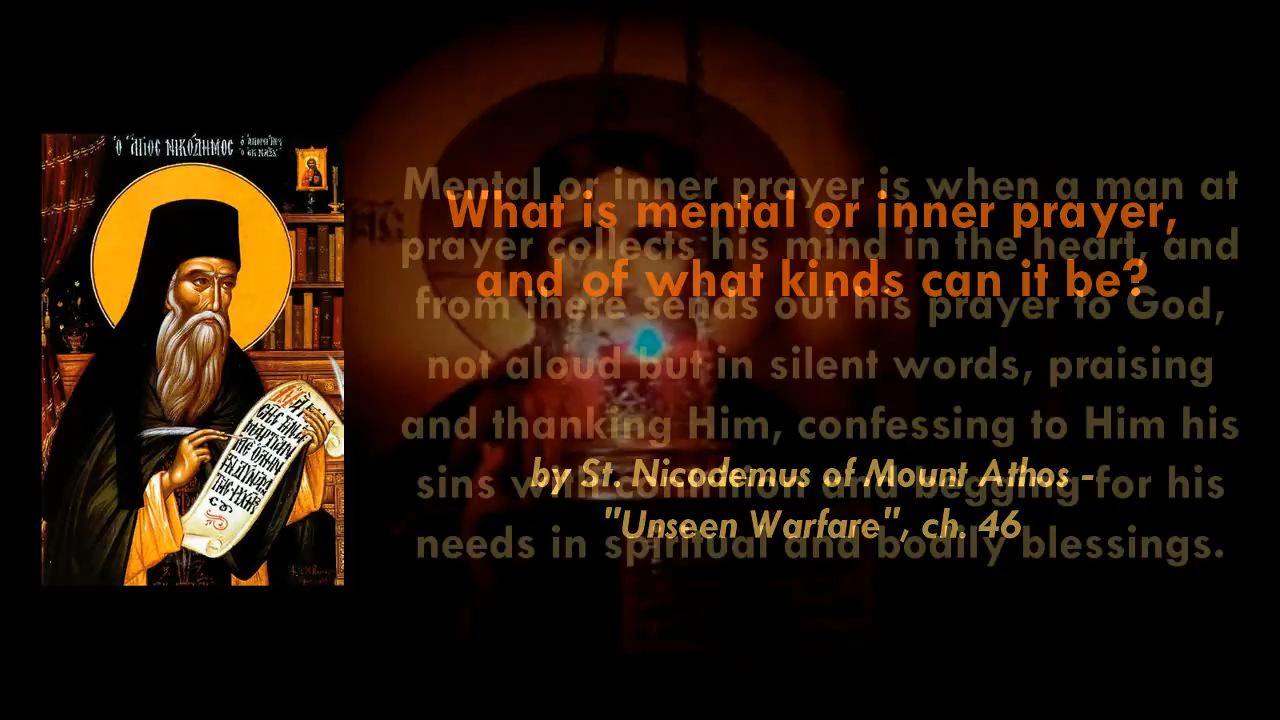 Ὁ ἍΓΙΟΣ ΝΙΚΌΔΗΜΟΣ
What is mental or inner prayer,
and of what kinds can it be?
by St. Nicodemus of Mount Athos -
"Unseen Warfare", ch. 46
Mental or inner prayer is when a man at
prayer collects his mind in the heart, and
from there sends out his prayer to God,
not aloud but in silent words, praising
and thanking Him, confessing to Him his
sins with contrition and begging for his
needs in spiritual and bodily blessings.